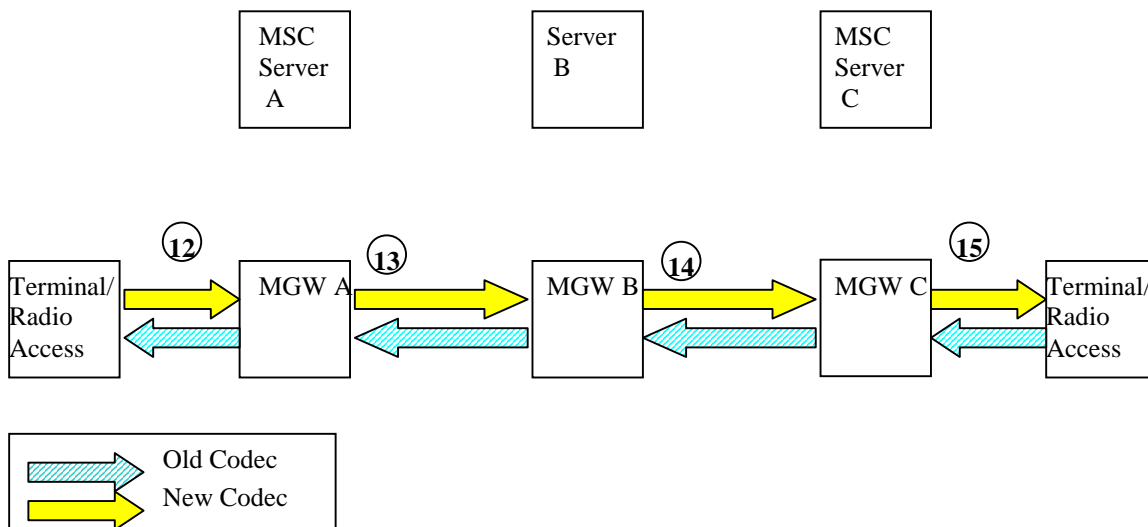 MSC
Server
A
Server
B
MSC
Server
C
12
13
14
15
Terminal/
Radio
Access
MGW A
MGW B
MGW C
Terminal/
Radio
Access
Old Codec
New Codec